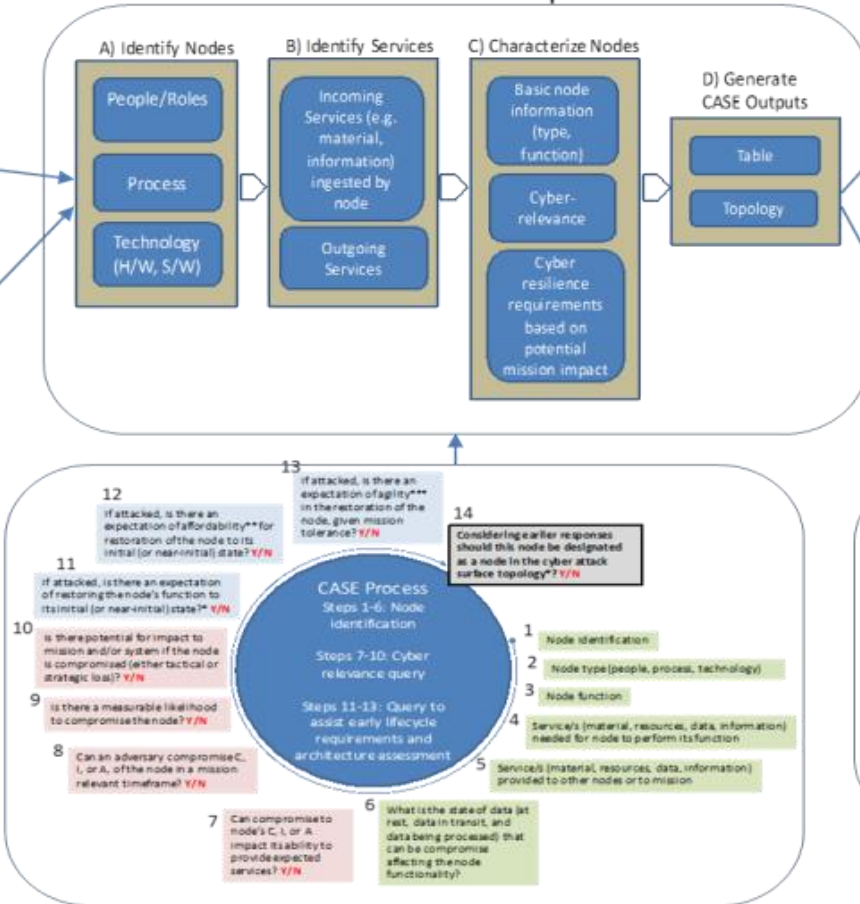 A) Identify Nodes
People/Roles
Process
Technology
(H/W, S/W)
B) Identify Services
Incoming
Services (e.g.
material,
information)
ingested by
node
Outgoing
Services
C) Characterize Nodes
Basic node
information
(type,
function)
Cyber-
relevance
Cyber
resilience
requirements
based on
potential
mission impact
D) Generate
CASE Outputs
Table
Topology
CASE Process
Steps 1-6: Node
identification
Steps 7-10: Cyber
relevance query
Steps 11-13: Query to
assist early lifecycle
requirements and
architecture assessment
1
Node identification
2
Node type (people, process, technology)
3
Node function
4
Service/s (material, resources, data, information)
needed for node to perform its function
5
Service/s (material, resources, data, information)
provided to other nodes or to mission
6
What is the state of data (at
rest, data in transit, and
data being processed) that
can be compromise
affecting the node
functionality?
7
Can compromise to
node's C, I, or A
impact its ability to
provide expected
services? Y/N
8
Can an adversary compromise C,
I, or A, of the node in a mission
relevant timeframe? Y/N
9
Is there a measurable likelihood
to compromise the node? Y/N
10
Is there potential for impact to
mission and/or system if the node
is compromised (either tactical or
strategic loss)? Y/N
11
If attacked, is there an expectation
of restoring the node's function to
its initial (or near-initial) state?* Y/N
12
If attacked, is there an
expectation of affordability** for
restoration of the node to its
initial (or near-initial) state? Y/N
13
If attacked, is there an
expectation of agility***
in the restoration of the
node, given mission
tolerance? Y/N
14
Considering earlier responses
should this node be designated
as a node in the cyber attack
surface topology*? Y/N